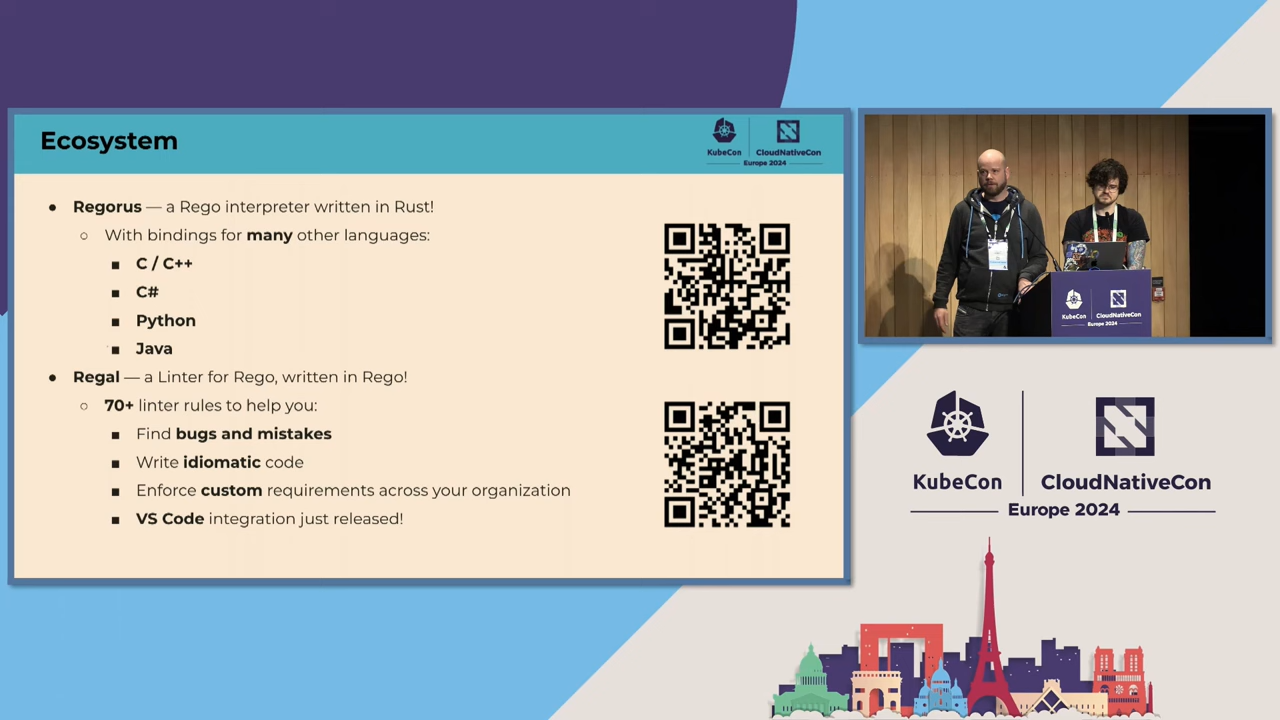 Ecosystem
KubeCon
CloudNativeCon
Europe 2024
● Regorus — a Rego interpreter written in Rust!
○ With bindings for many other languages:
■ C / C++
■ C#
■ Python
■ Java
● Regal — a Linter for Rego, written in Rego!
○ 70+ linter rules to help you:
■ Find bugs and mistakes
■ Write idiomatic code
■ Enforce custom requirements across your organization
■ VS Code integration just released!
KubeCon
CloudNativeCon
Europe 2024
KubeCon
CloudNativeCon
Europe 2024